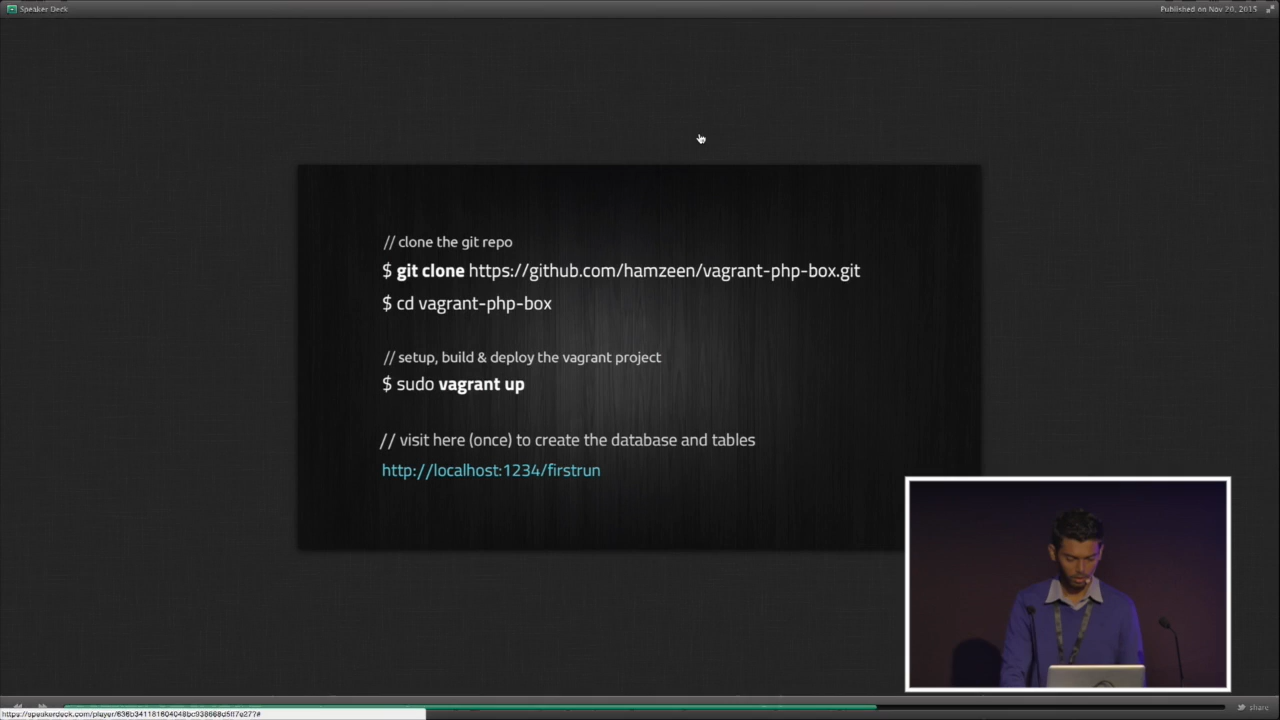 Speaker Deck
Published on Nov 20, 2015
// clone the git repo
$ git clone https://github.com/hamzeen/vagrant-php-box.git
$ cd vagrant-php-box
// setup, build & deploy the vagrant project
$ sudo vagrant up
// visit here (once) to create the database and tables
http://localhost:1234/firstrun
share